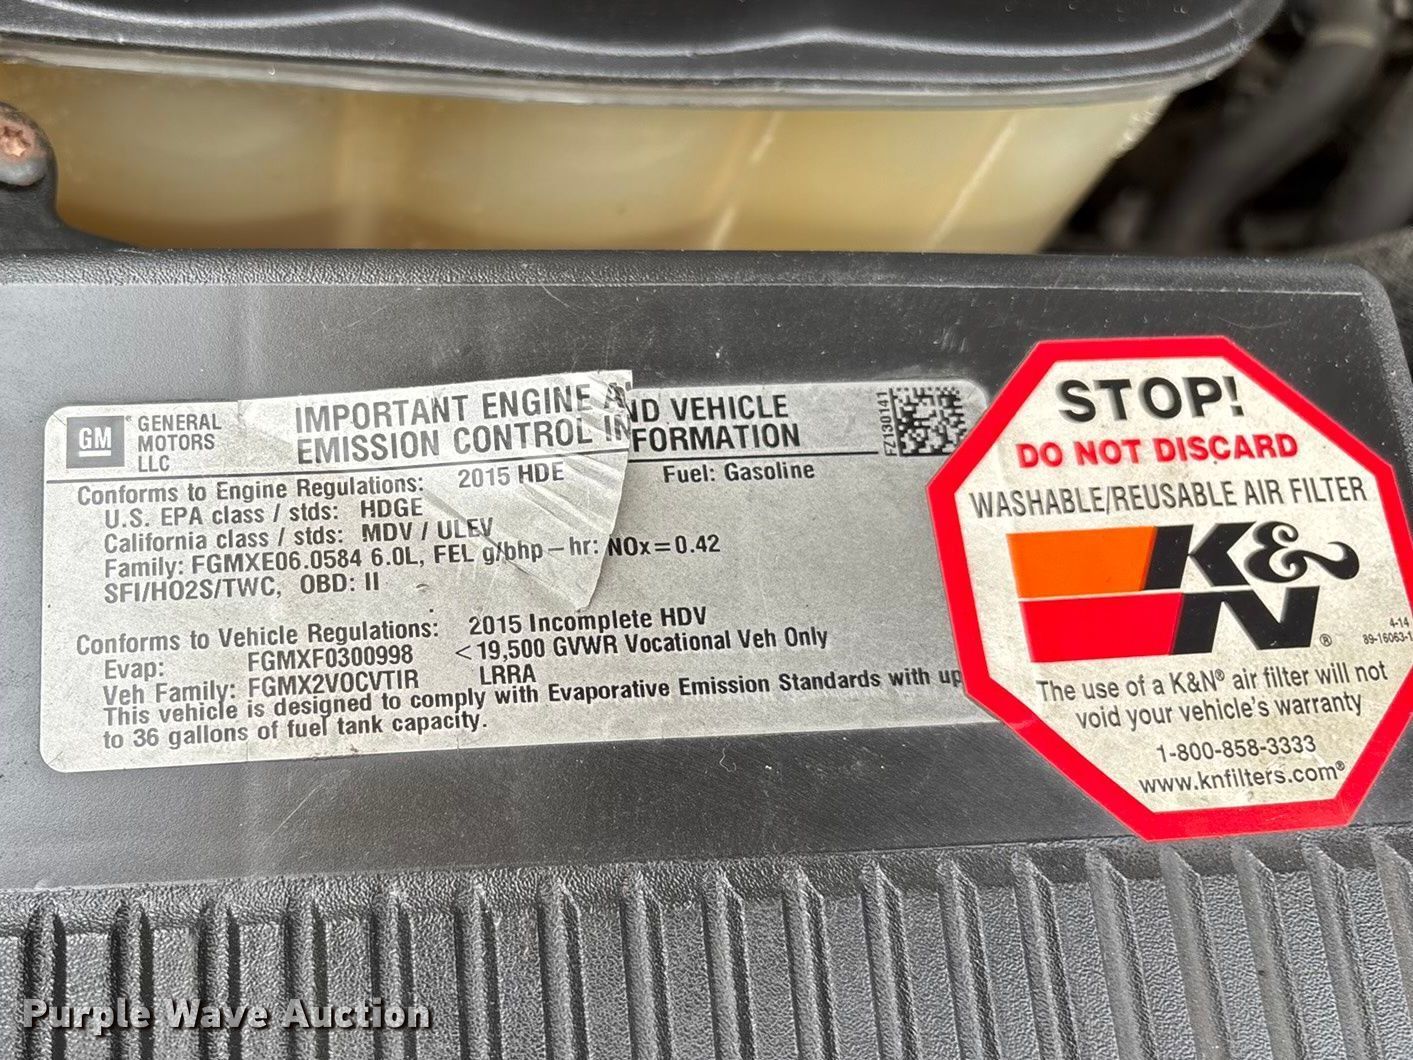 GM
GENERAL
MOTORS
LLC
IMPORTANT ENGINE AND VEHICLE
EMISSION CONTROL INFORMATION
FZ130141
Conforms to Engine Regulations: 2015 HDE Fuel: Gasoline
U.S. EPA class / stds: HDGE
California class / stds: MDV / ULEV
Family: FGMXE06.0584 6.0L, FEL g/bhp-hr: NOx=0.42
SFI/HO2S/TWC, OBD: II
Conforms to Vehicle Regulations: 2015 Incomplete HDV
Evap: FGMXF0300998 <19,500 GVWR Vocational Veh Only
Veh Family: FGMX2VOCVTIR LRRA
This vehicle is designed to comply with Evaporative Emission Standards with up
to 36 gallons of fuel tank capacity.
STOP!
DO NOT DISCARD
WASHABLE/REUSABLE AIR FILTER
K&N®
4-14
89-16063-1
The use of a K&N® air filter will not
void your vehicle's warranty
1-800-858-3333
www.knfilters.com®
Purple Wave Auction